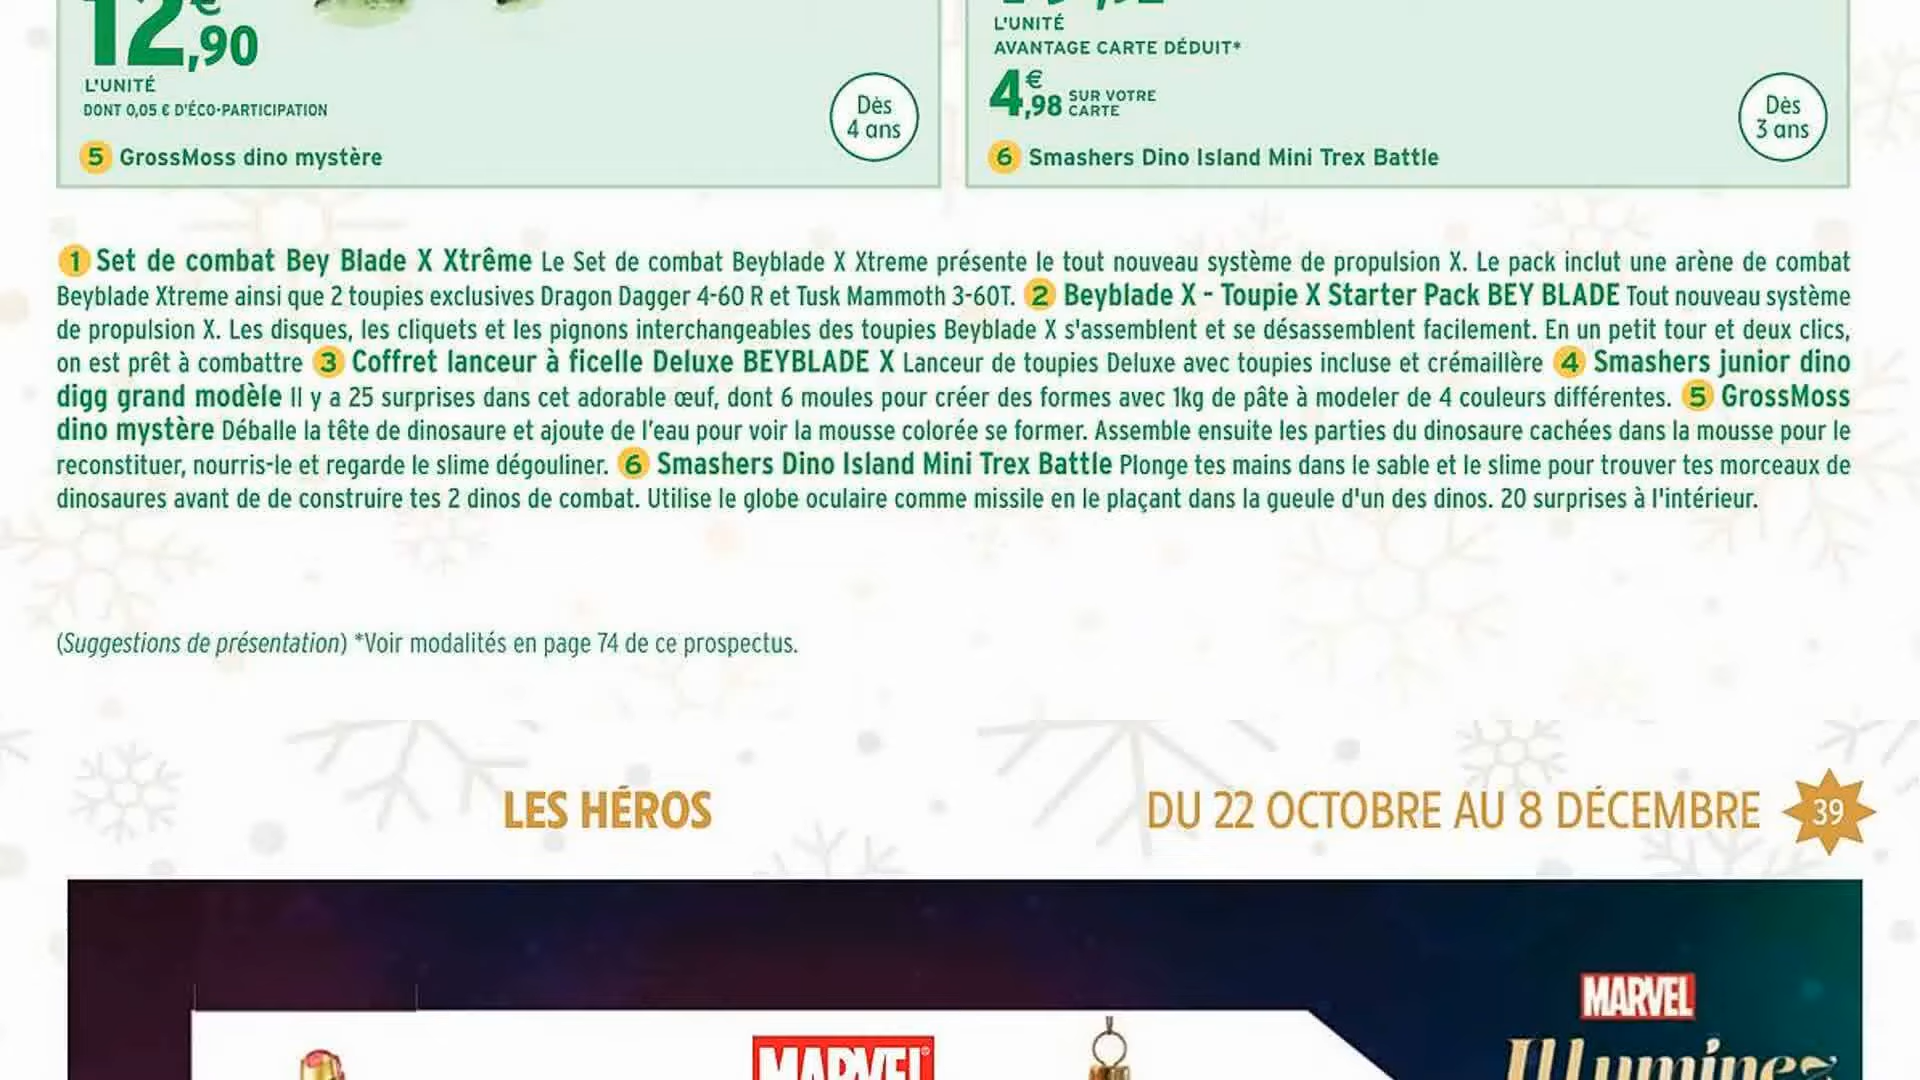 12€,90
L'UNITÉ
DONT 0,05 € D'ÉCO-PARTICIPATION
Dès
4 ans
5 GrossMoss dino mystère
L'UNITÉ
AVANTAGE CARTE DÉDUIT*
4€,98 SUR VOTRE
CARTE
Dès
3 ans
6 Smashers Dino Island Mini Trex Battle
1 Set de combat Bey Blade X Xtrême Le Set de combat Beyblade X Xtreme présente le tout nouveau système de propulsion X. Le pack inclut une arène de combat
Beyblade Xtreme ainsi que 2 toupies exclusives Dragon Dagger 4-60 R et Tusk Mammoth 3-60T. 2 Beyblade X - Toupie X Starter Pack BEY BLADE Tout nouveau système
de propulsion X. Les disques, les cliquets et les pignons interchangeables des toupies Beyblade X s'assemblent et se désassemblent facilement. En un petit tour et deux clics,
on est prêt à combattre 3 Coffret lanceur à ficelle Deluxe BEYBLADE X Lanceur de toupies Deluxe avec toupies incluse et crémaillère 4 Smashers junior dino
digg grand modèle Il y a 25 surprises dans cet adorable œuf, dont 6 moules pour créer des formes avec 1kg de pâte à modeler de 4 couleurs différentes. 5 GrossMoss
dino mystère Déballe la tête de dinosaure et ajoute de l'eau pour voir la mousse colorée se former. Assemble ensuite les parties du dinosaure cachées dans la mousse pour le
reconstituer, nourris-le et regarde le slime dégouliner. 6 Smashers Dino Island Mini Trex Battle Plonge tes mains dans le sable et le slime pour trouver tes morceaux de
dinosaures avant de de construire tes 2 dinos de combat. Utilise le globe oculaire comme missile en le plaçant dans la gueule d'un des dinos. 20 surprises à l'intérieur.
(Suggestions de présentation) *Voir modalités en page 74 de ce prospectus.
LES HÉROS
DU 22 OCTOBRE AU 8 DÉCEMBRE 39
MARVEL
Illuminez
MARVEL